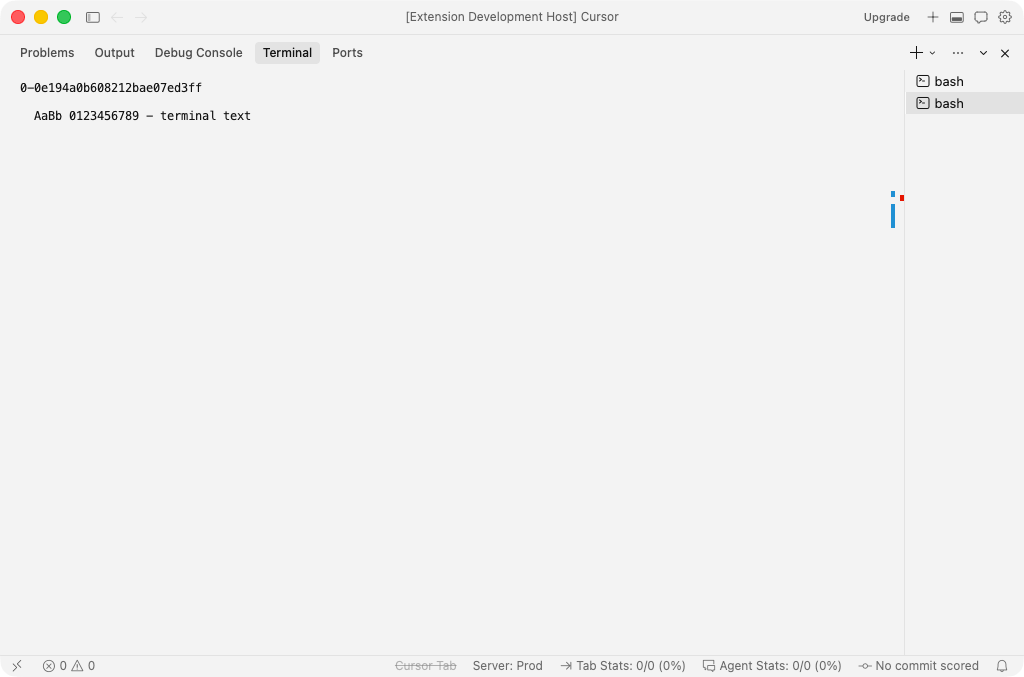 [Extension Development Host] Cursor
Upgrade
Problems Output Debug Console Terminal Ports
0-0e194a0b608212bae07ed3ff
AaBb 0123456789 - terminal text
bash
bash
0 0 Cursor Tab Server: Prod Tab Stats: 0/0 (0%) Agent Stats: 0/0 (0%) No commit scored